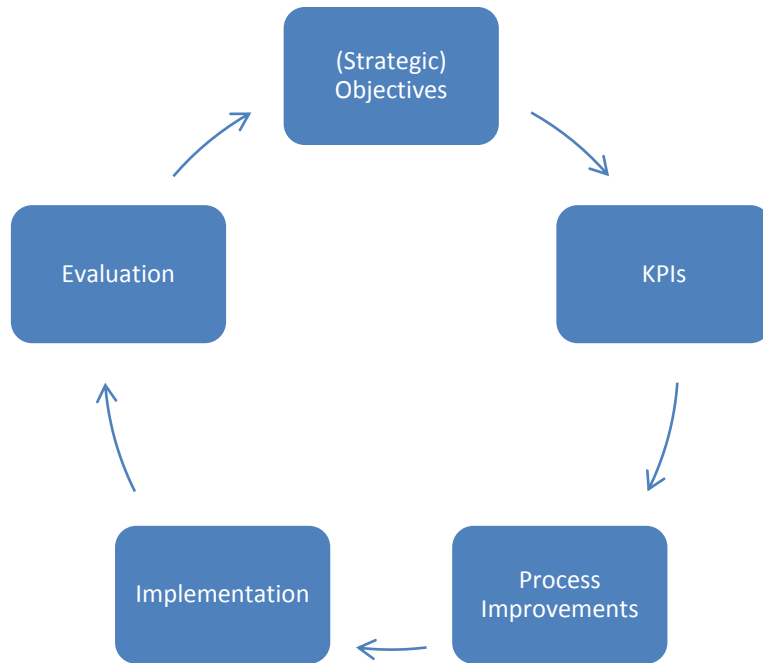 (Strategic)
Objectives
KPIs
Process
Improvements
Implementation
Evaluation